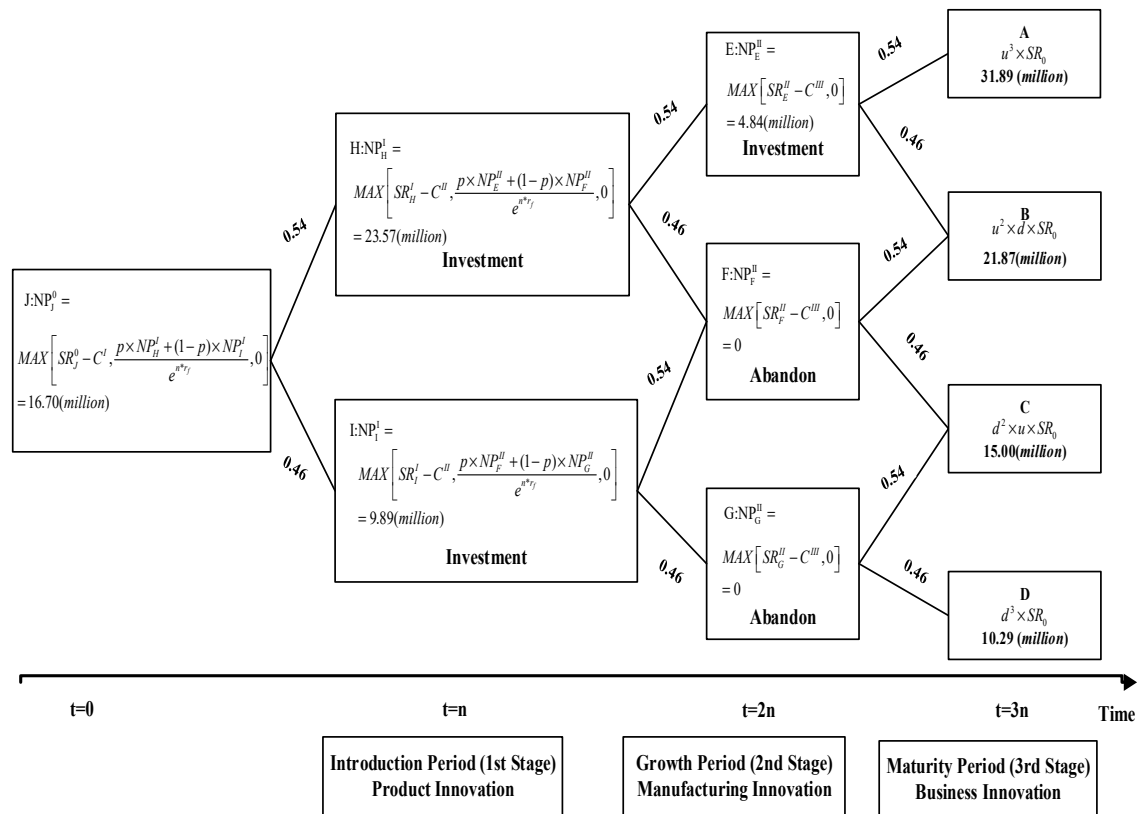 J:NP_J^0 =
MAX[SR_J^0 − C^I, (p × NP_H^I + (1 − p) × NP_I^I) / e^{n*r_f}, 0]
= 16.70(million)
0.54
0.46
H:NP_H^I =
MAX[SR_H^I − C^II, (p × NP_E^II + (1 − p) × NP_F^II) / e^{n*r_f}, 0]
= 23.57(million)
Investment
I:NP_I^I =
MAX[SR_I^I − C^II, (p × NP_F^II + (1 − p) × NP_G^II) / e^{n*r_f}, 0]
= 9.89(million)
Investment
0.54
0.46
0.54
0.46
E:NP_E^II =
MAX[SR_E^II − C^III, 0]
= 4.84(million)
Investment
F:NP_F^II =
MAX[SR_F^II − C^III, 0]
= 0
Abandon
G:NP_G^II =
MAX[SR_G^II − C^III, 0]
= 0
Abandon
0.54
0.46
0.54
0.46
0.54
0.46
A
u^3 × SR_0
31.89 (million)
B
u^2 × d × SR_0
21.87(million)
C
d^2 × u × SR_0
15.00(million)
D
d^3 × SR_0
10.29 (million)
t=0
t=n
t=2n
t=3n
Time
Introduction Period (1st Stage)
Product Innovation
Growth Period (2nd Stage)
Manufacturing Innovation
Maturity Period (3rd Stage)
Business Innovation